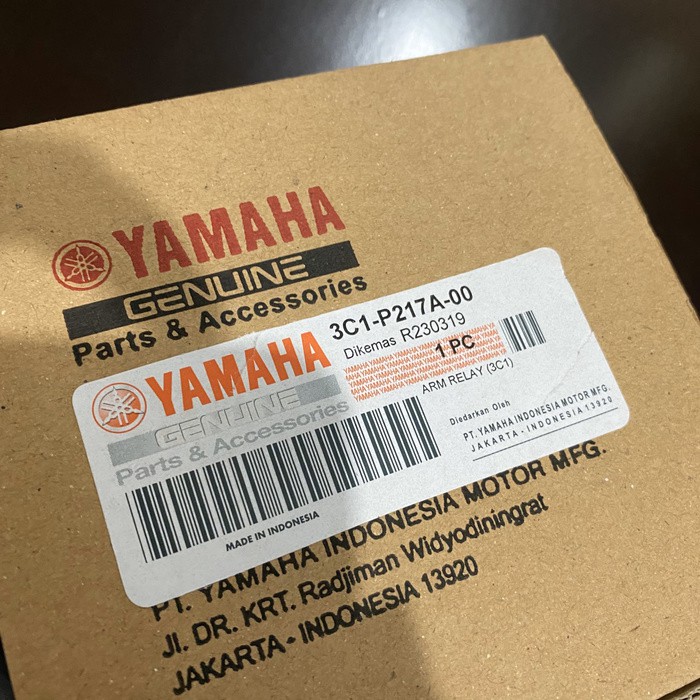 YAMAHA
GENUINE
Parts & Accessories
YAMAHA
GENUINE
Parts & Accessories
3C1-P217A-00
Dikemas R230319
1 PC
ARM RELAY (3C1)
MADE IN INDONESIA
Diedarkan Oleh
PT. YAMAHA INDONESIA MOTOR MFG.
JAKARTA - INDONESIA 13920
PT. YAMAHA INDONESIA MOTOR MFG.
Jl. DR. KRT. Radjiman Widyodiningrat
JAKARTA - INDONESIA 13920